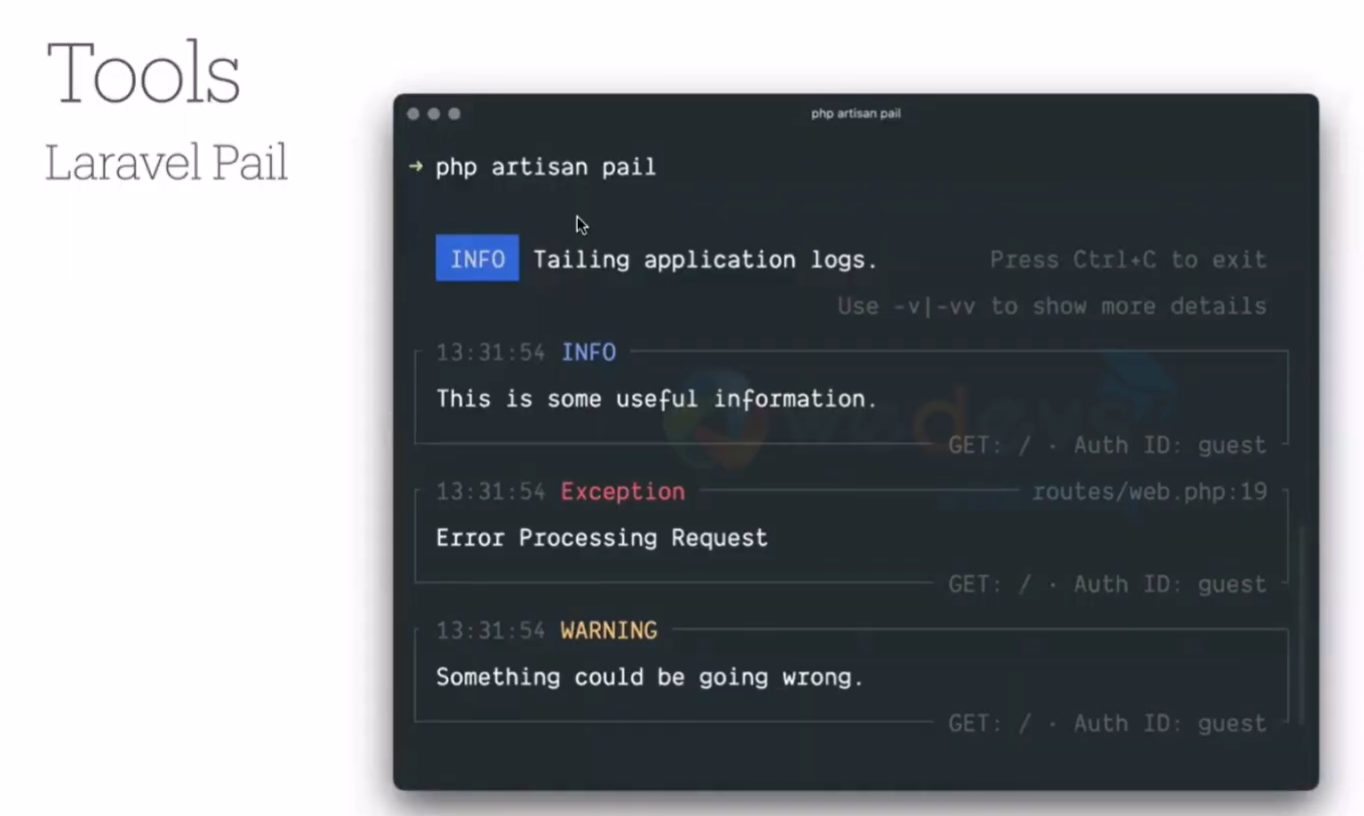 Tools
Laravel Pail
php artisan pail
→ php artisan pail
INFO Tailing application logs. Press Ctrl+C to exit
Use -v|-vv to show more details
13:31:54 INFO
This is some useful information.
GET: / · Auth ID: guest
13:31:54 Exception routes/web.php:19
Error Processing Request
GET: / · Auth ID: guest
13:31:54 WARNING
Something could be going wrong.
GET: / · Auth ID: guest